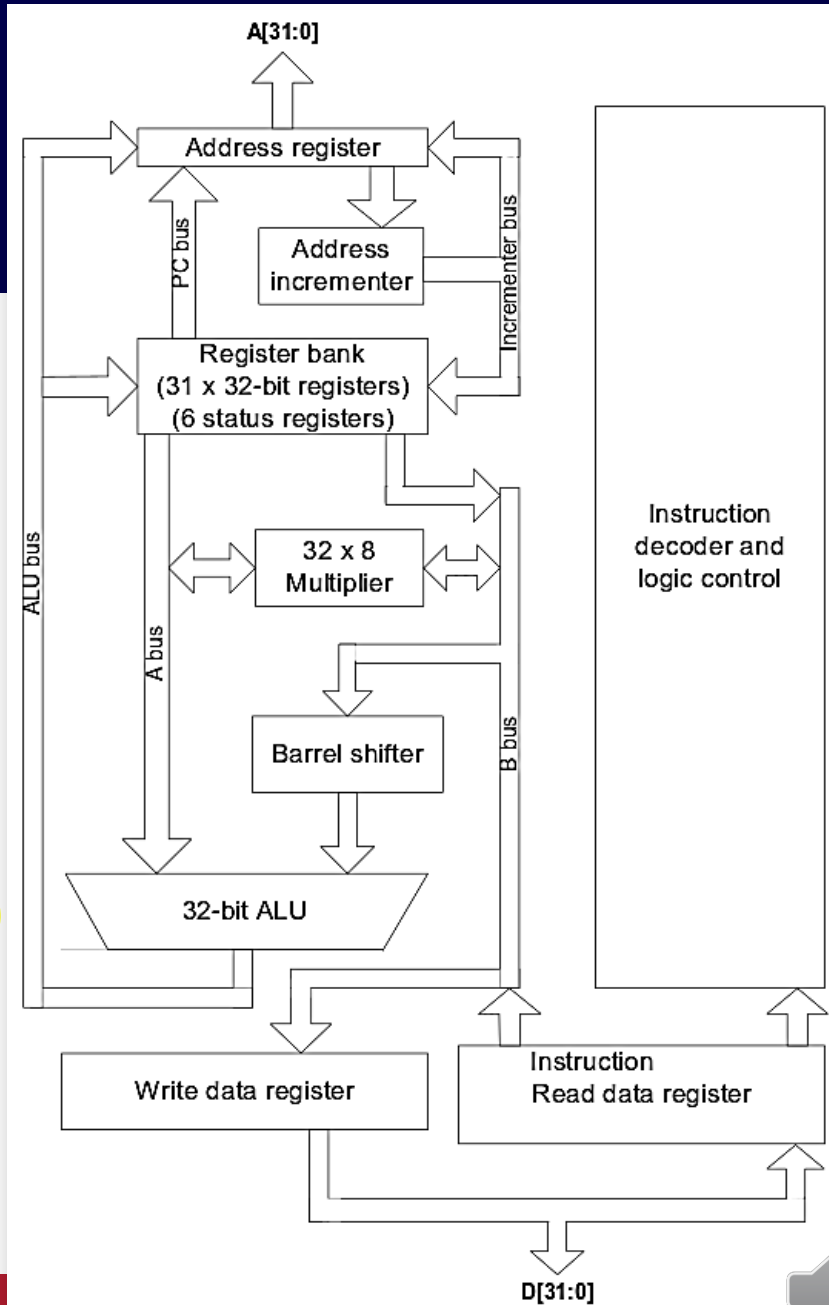 A[31:0]
Address register
PC bus
Address
incrementer
Incrementer bus
Register bank
(31 x 32-bit registers)
(6 status registers)
ALU bus
A bus
32 x 8
Multiplier
Instruction
decoder and
logic control
Barrel shifter
B bus
32-bit ALU
Write data register
Instruction
Read data register
D[31:0]